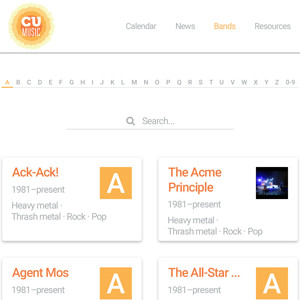 CU
MUSIC
Calendar News Bands Resources
A B C D E F G H I J K L M N O P Q R S T U V W X Y Z 0-9
Search...
Ack-Ack!
1981–present
Heavy metal ·
Thrash metal · Rock · Pop
A
The Acme
Principle
1981–present
Heavy metal ·
Thrash metal · Rock · Pop
Agent Mos
1981–present
A
The All-Star ...
1981–present
A